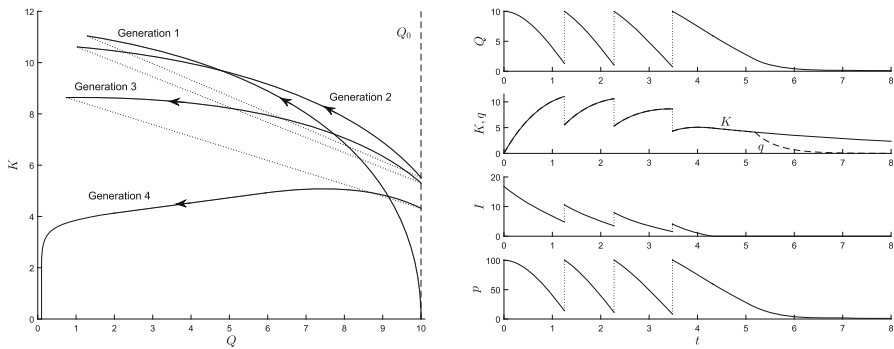 Generation 1
Q₀
Generation 2
Generation 3
Generation 4
K
12
10
8
6
4
2
0
0 1 2 3 4 5 6 7 8 9 10
Q
Q
10
5
0
0 1 2 3 4 5 6 7 8
K, q
10
5
0
K
q
0 1 2 3 4 5 6 7 8
I
20
10
0
0 1 2 3 4 5 6 7 8
p
100
50
0
0 1 2 3 4 5 6 7 8
t